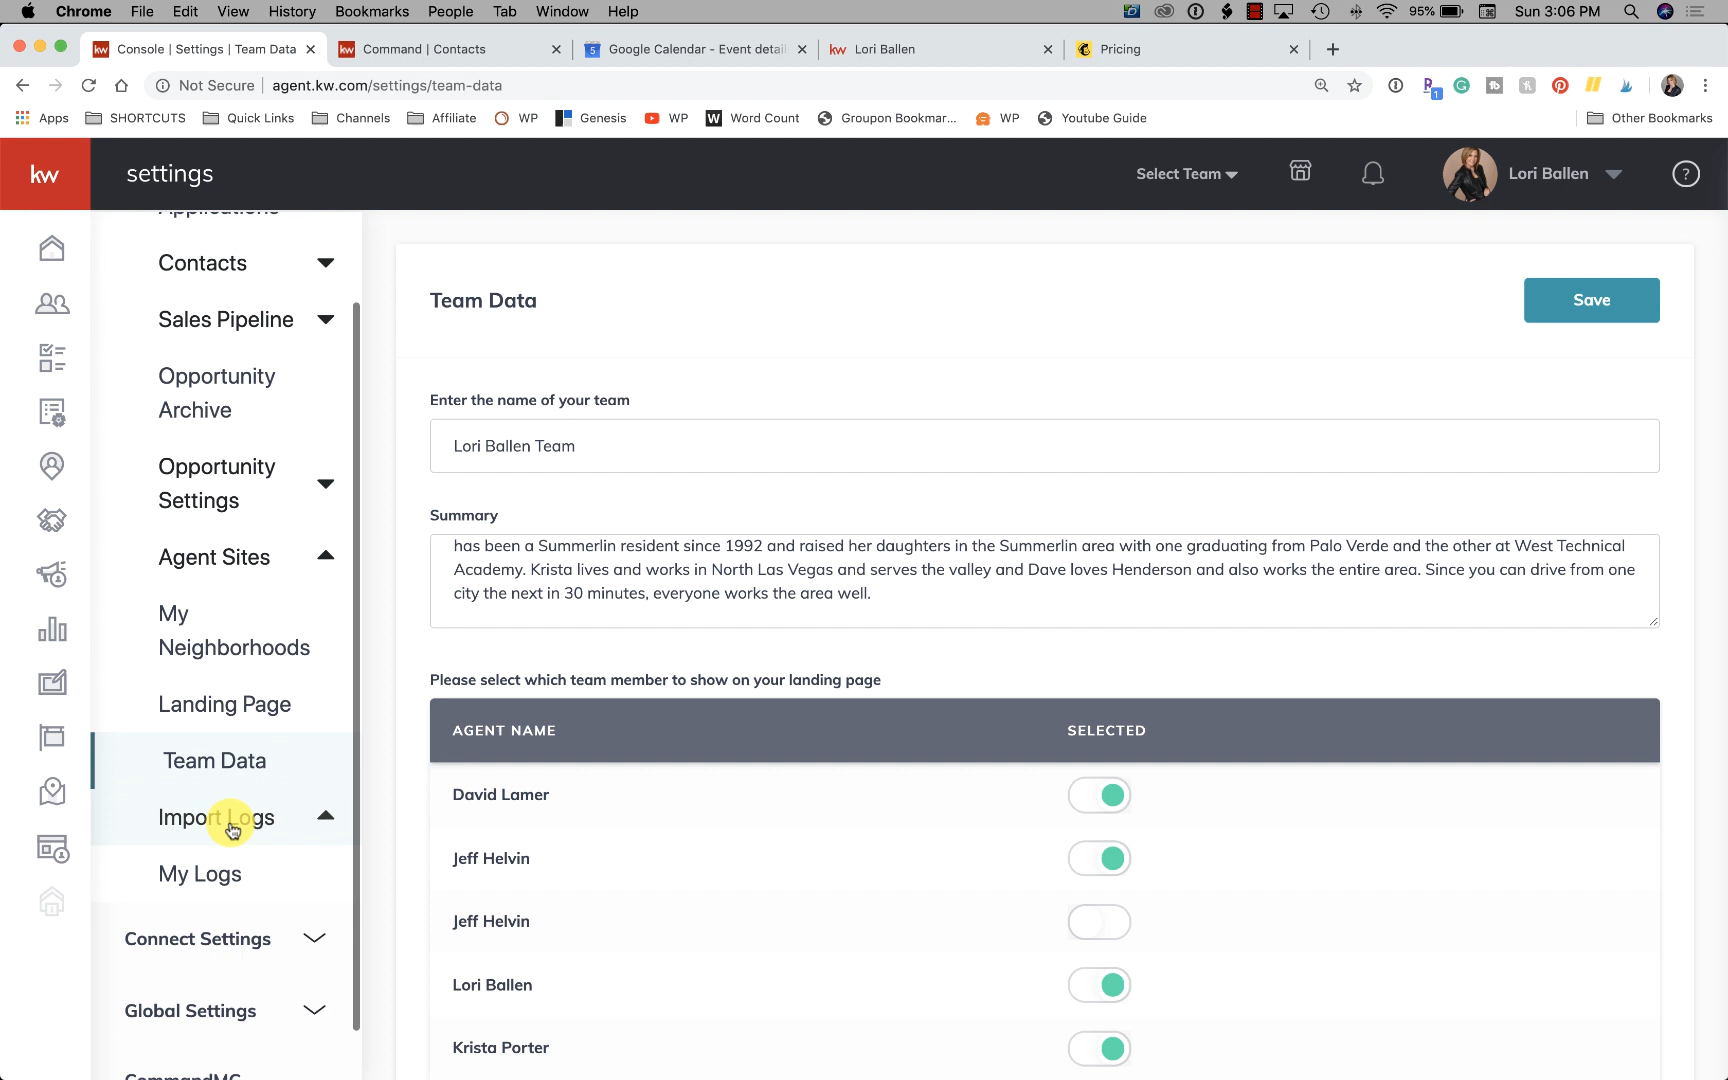 Chrome File Edit View History Bookmarks People Tab Window Help 95% Sun 3:06 PM
Console | Settings | Team Data Command | Contacts Google Calendar - Event detail Lori Ballen Pricing
Not Secure agent.kw.com/settings/team-data
Apps SHORTCUTS Quick Links Channels Affiliate WP Genesis WP Word Count Groupon Bookmar... WP Youtube Guide Other Bookmarks
kw settings Select Team Lori Ballen ?
Applications
Contacts
Sales Pipeline
Opportunity
Archive
Opportunity
Settings
Agent Sites
My
Neighborhoods
Landing Page
Team Data
Import Logs
My Logs
Connect Settings
Global Settings
CommandMC
Team Data
Save
Enter the name of your team
Lori Ballen Team
Summary
has been a Summerlin resident since 1992 and raised her daughters in the Summerlin area with one graduating from Palo Verde and the other at West Technical
Academy. Krista lives and works in North Las Vegas and serves the valley and Dave loves Henderson and also works the entire area. Since you can drive from one
city the next in 30 minutes, everyone works the area well.
Please select which team member to show on your landing page
AGENT NAME SELECTED
David Lamer
Jeff Helvin
Jeff Helvin
Lori Ballen
Krista Porter